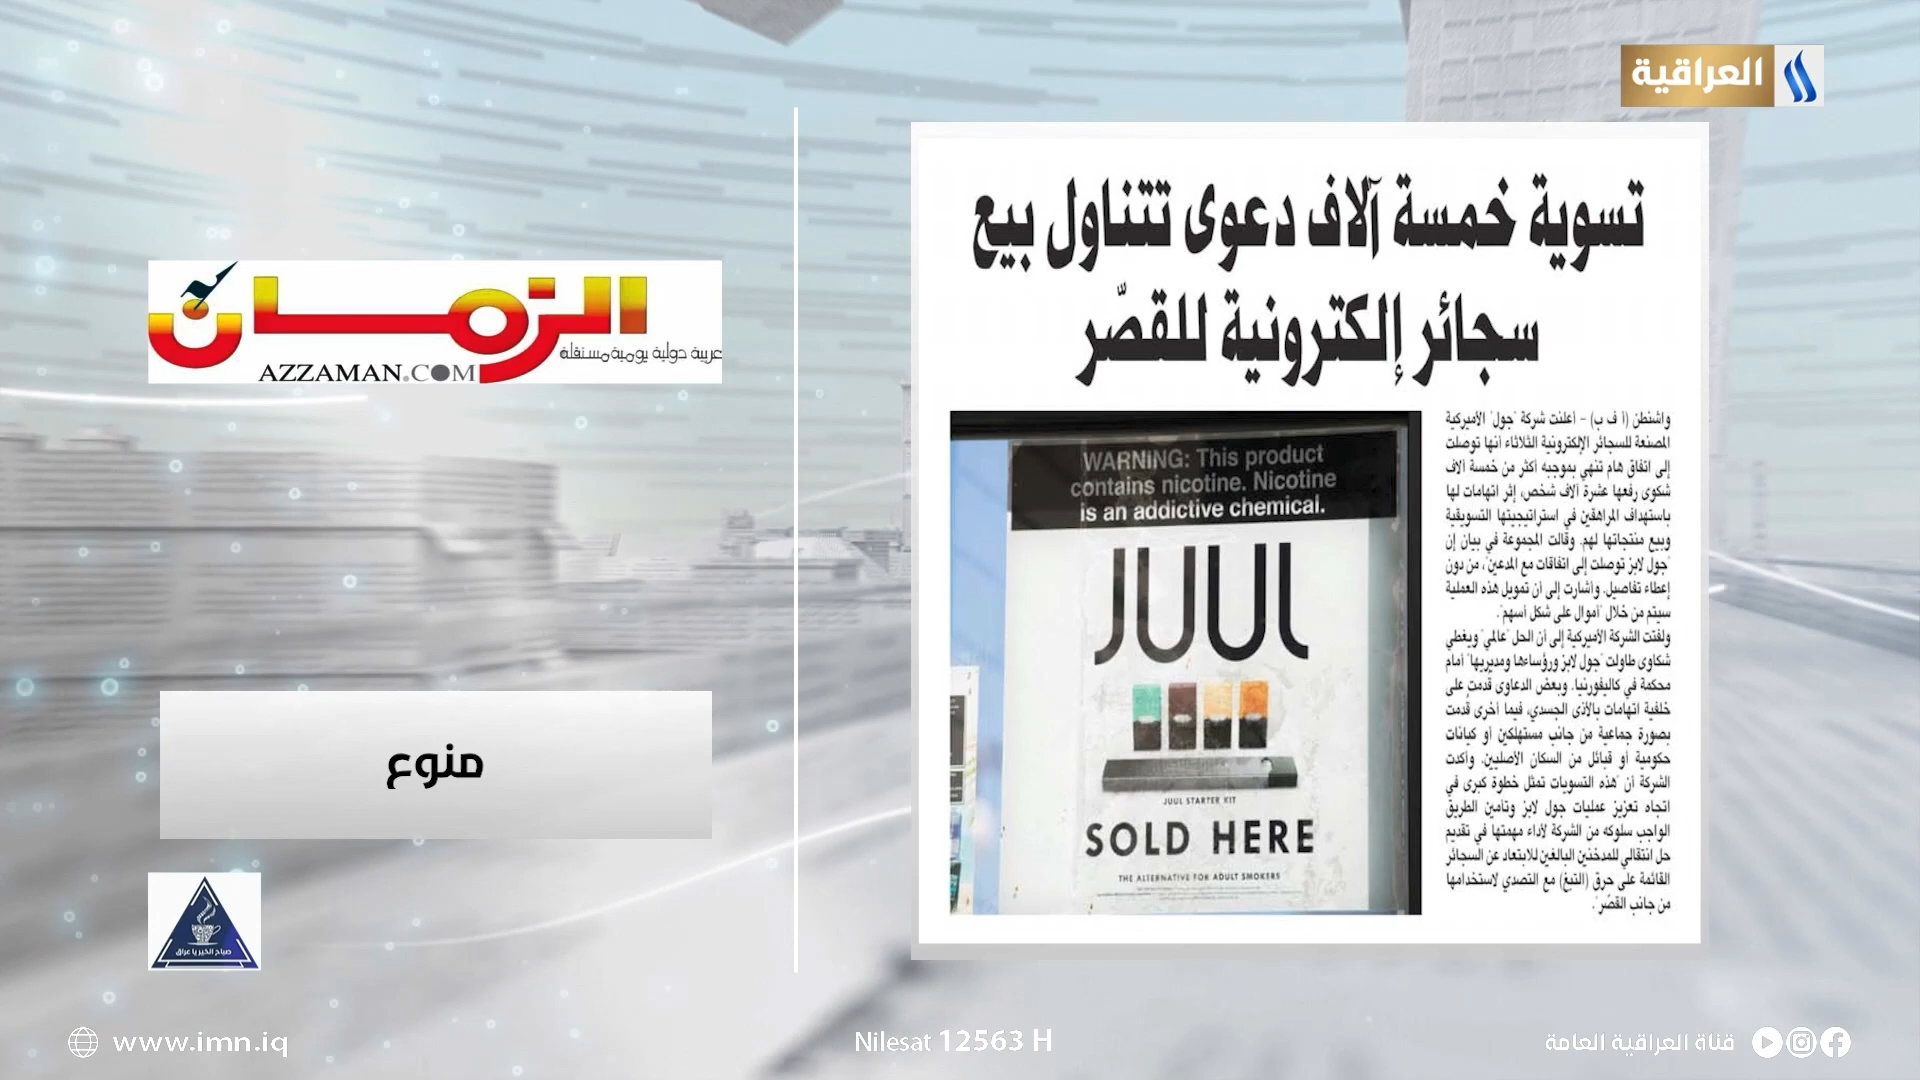 العراقية
تسوية خمسة آلاف دعوى تتناول بيع
سجائر إلكترونية للقصّر
واشنطن (أ ف ب) - أعلنت شركة "جول" الأميركية
المصنعة للسجائر الإلكترونية الثلاثاء أنها توصلت
إلى اتفاق هام تنهي بموجبه أكثر من خمسة آلاف
شكوى رفعها عشرة آلاف شخص، إثر اتهامات لها
باستهداف المراهقين في استراتيجيتها التسويقية
وبيع منتجاتها لهم. وقالت المجموعة في بيان إن
"جول لابز توصلت إلى اتفاقات مع المدعين"، من دون
إعطاء تفاصيل. وأشارت إلى أن تمويل هذه العملية
سيتم من خلال "أموال على شكل أسهم".
ولفتت الشركة الأميركية إلى أن الحل "عالمي" ويغطي
شكاوى طاولت "جول لابز ورؤساءها ومديريها" أمام
محكمة في كاليفورنيا. وبعض الدعاوى قدمت على
خلفية اتهامات بالأذى الجسدي، فيما أخرى قُدمت
بصورة جماعية من جانب مستهلكين أو كيانات
حكومية أو قبائل من السكان الأصليين. وأكدت
الشركة أن "هذه التسويات تمثل خطوة كبرى في
اتجاه تعزيز عمليات جول لابز وتأمين الطريق
الواجب سلوكه من الشركة لأداء مهمتها في تقديم
حل انتقالي للمدخنين البالغين للابتعاد عن السجائر
القائمة على حرق (التبغ) مع التصدي لاستخدامها
من جانب القصّر".
WARNING: This product
contains nicotine. Nicotine
is an addictive chemical.
JUUL
JUUL STARTER KIT
SOLD HERE
THE ALTERNATIVE FOR ADULT SMOKERS
الزمان
عربية دولية يومية مستقلة
AZZAMAN.COM
منوع
صباح الخير يا عراق
www.imn.iq
Nilesat 12563 H
قناة العراقية العامة